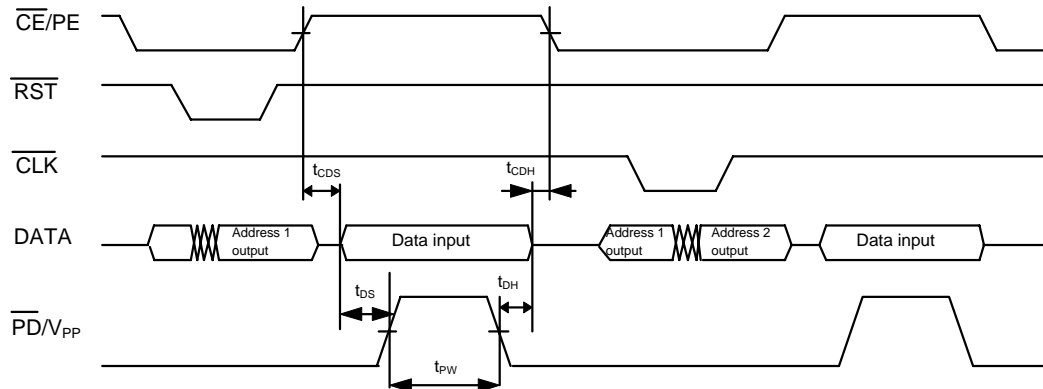 CE/PE
RST
CLK
tCDS
tCDH
DATA
Address 1
output
Data input
Address 1
output
Address 2
output
Data input
tDS
tDH
PD/VPP
tPW